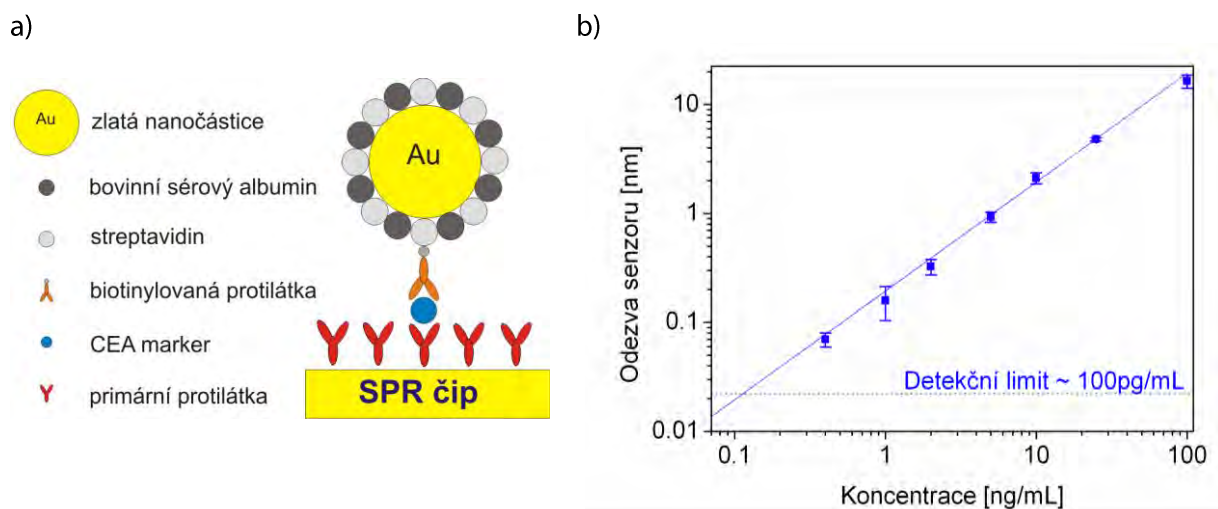 a)
Au
zlatá nanočástice
bovinní sérový albumin
streptavidin
biotinylovaná protilátka
CEA marker
primární protilátka
Au
SPR čip
b)
Odezva senzoru [nm]
10
1
0.1
0.01
Detekční limit ~ 100pg/mL
0.1
1
10
100
Koncentrace [ng/mL]